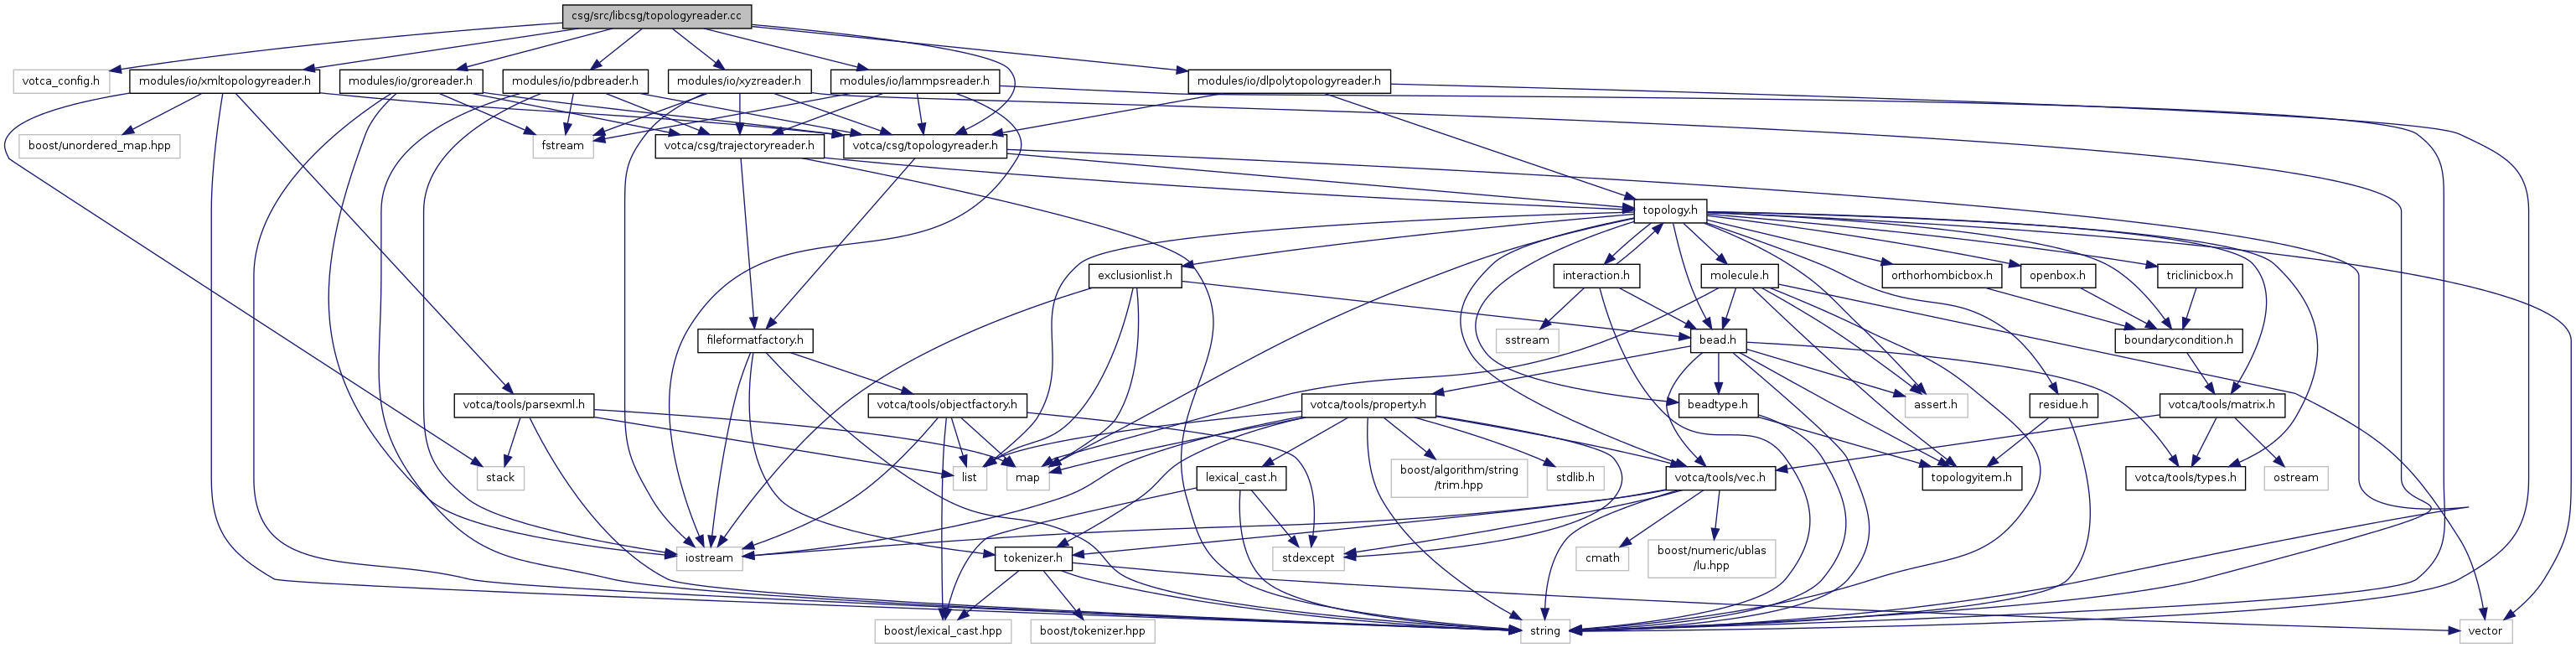 csg/src/libcsg/topologyreader.cc
votca_config.h
modules/io/xmltopologyreader.h
modules/io/groreader.h
modules/io/pdbreader.h
modules/io/xyzreader.h
modules/io/lammpsreader.h
modules/io/dlpolytopologyreader.h
boost/unordered_map.hpp
fstream
votca/csg/trajectoryreader.h
votca/csg/topologyreader.h
topology.h
exclusionlist.h
interaction.h
molecule.h
orthorhombicbox.h
openbox.h
triclinicbox.h
fileformatfactory.h
sstream
bead.h
boundarycondition.h
votca/tools/parsexml.h
votca/tools/objectfactory.h
votca/tools/property.h
beadtype.h
assert.h
residue.h
votca/tools/matrix.h
stack
list
map
lexical_cast.h
boost/algorithm/string
/trim.hpp
stdlib.h
votca/tools/vec.h
topologyitem.h
votca/tools/types.h
ostream
iostream
tokenizer.h
stdexcept
cmath
boost/numeric/ublas
/lu.hpp
boost/lexical_cast.hpp
boost/tokenizer.hpp
string
vector